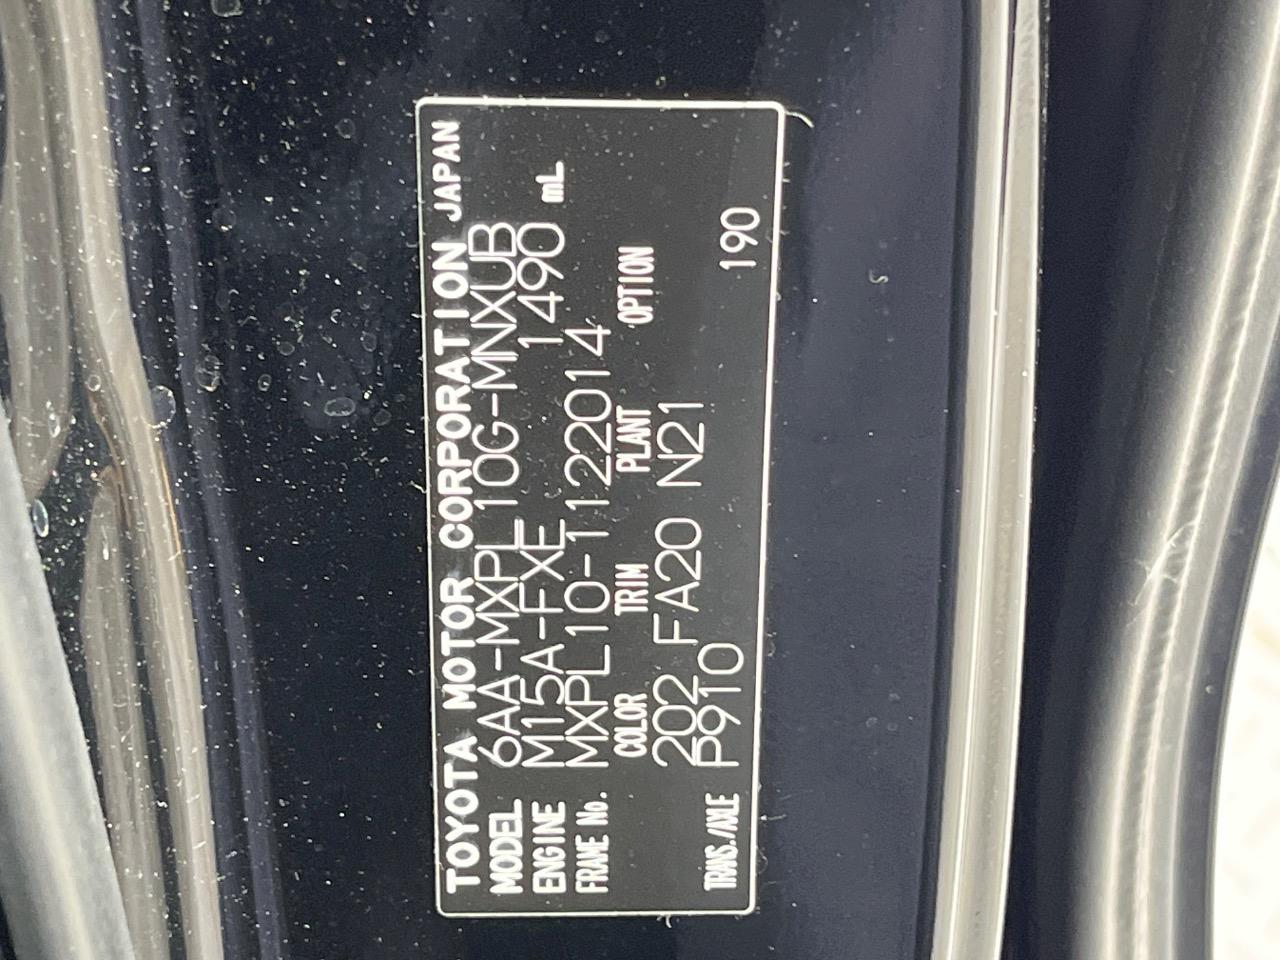 TOYOTA MOTOR CORPORATION JAPAN
MODEL 6AA-MXPL10G-MNXUB
ENGINE M15A-FXE 1490 mL
FRAME No. MXPL10-1122014
COLOR TRIM PLANT OPTION
202 FA20 N21
TRANS./AXLE P910 190